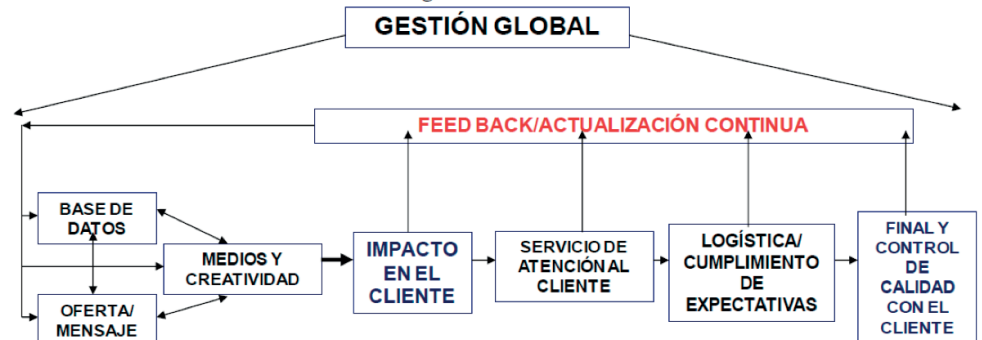 GESTIÓN GLOBAL
FEED BACK/ACTUALIZACIÓN CONTINUA
BASE DE
DATOS
OFERTA/
MENSAJE
MEDIOS Y
CREATIVIDAD
IMPACTO
EN EL
CLIENTE
SERVICIO DE
ATENCIÓN AL
CLIENTE
LOGÍSTICA/
CUMPLIMIENTO
DE
EXPECTATIVAS
FINAL Y
CONTROL
DE
CALIDAD
CON EL
CLIENTE